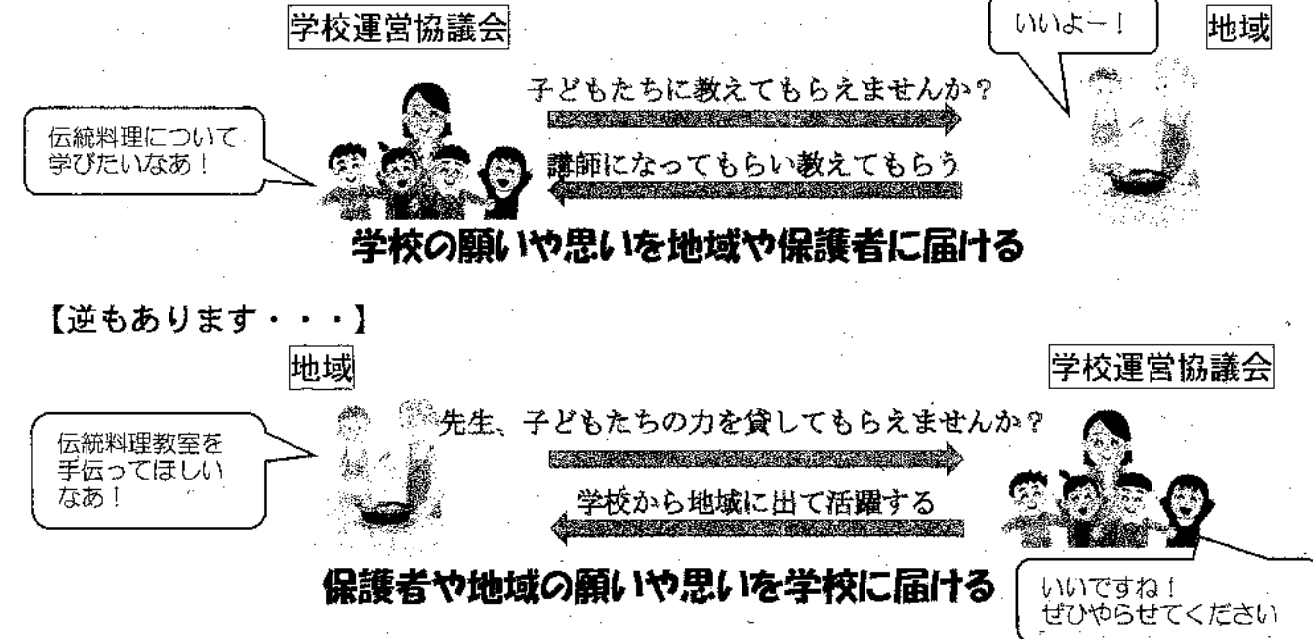 学校運営協議会
いいよー！
地域
子どもたちに教えてもらえませんか？
伝統料理について
学びたいなあ！
講師になってもらい教えてもらう
学校の願いや思いを地域や保護者に届ける
【逆もあります・・・】
地域
学校運営協議会
先生、子どもたちの力を貸してもらえませんか？
伝統料理教室を
手伝ってほしい
なあ！
学校から地域に出て活躍する
保護者や地域の願いや思いを学校に届ける
いいですね！
ぜひやらせてください